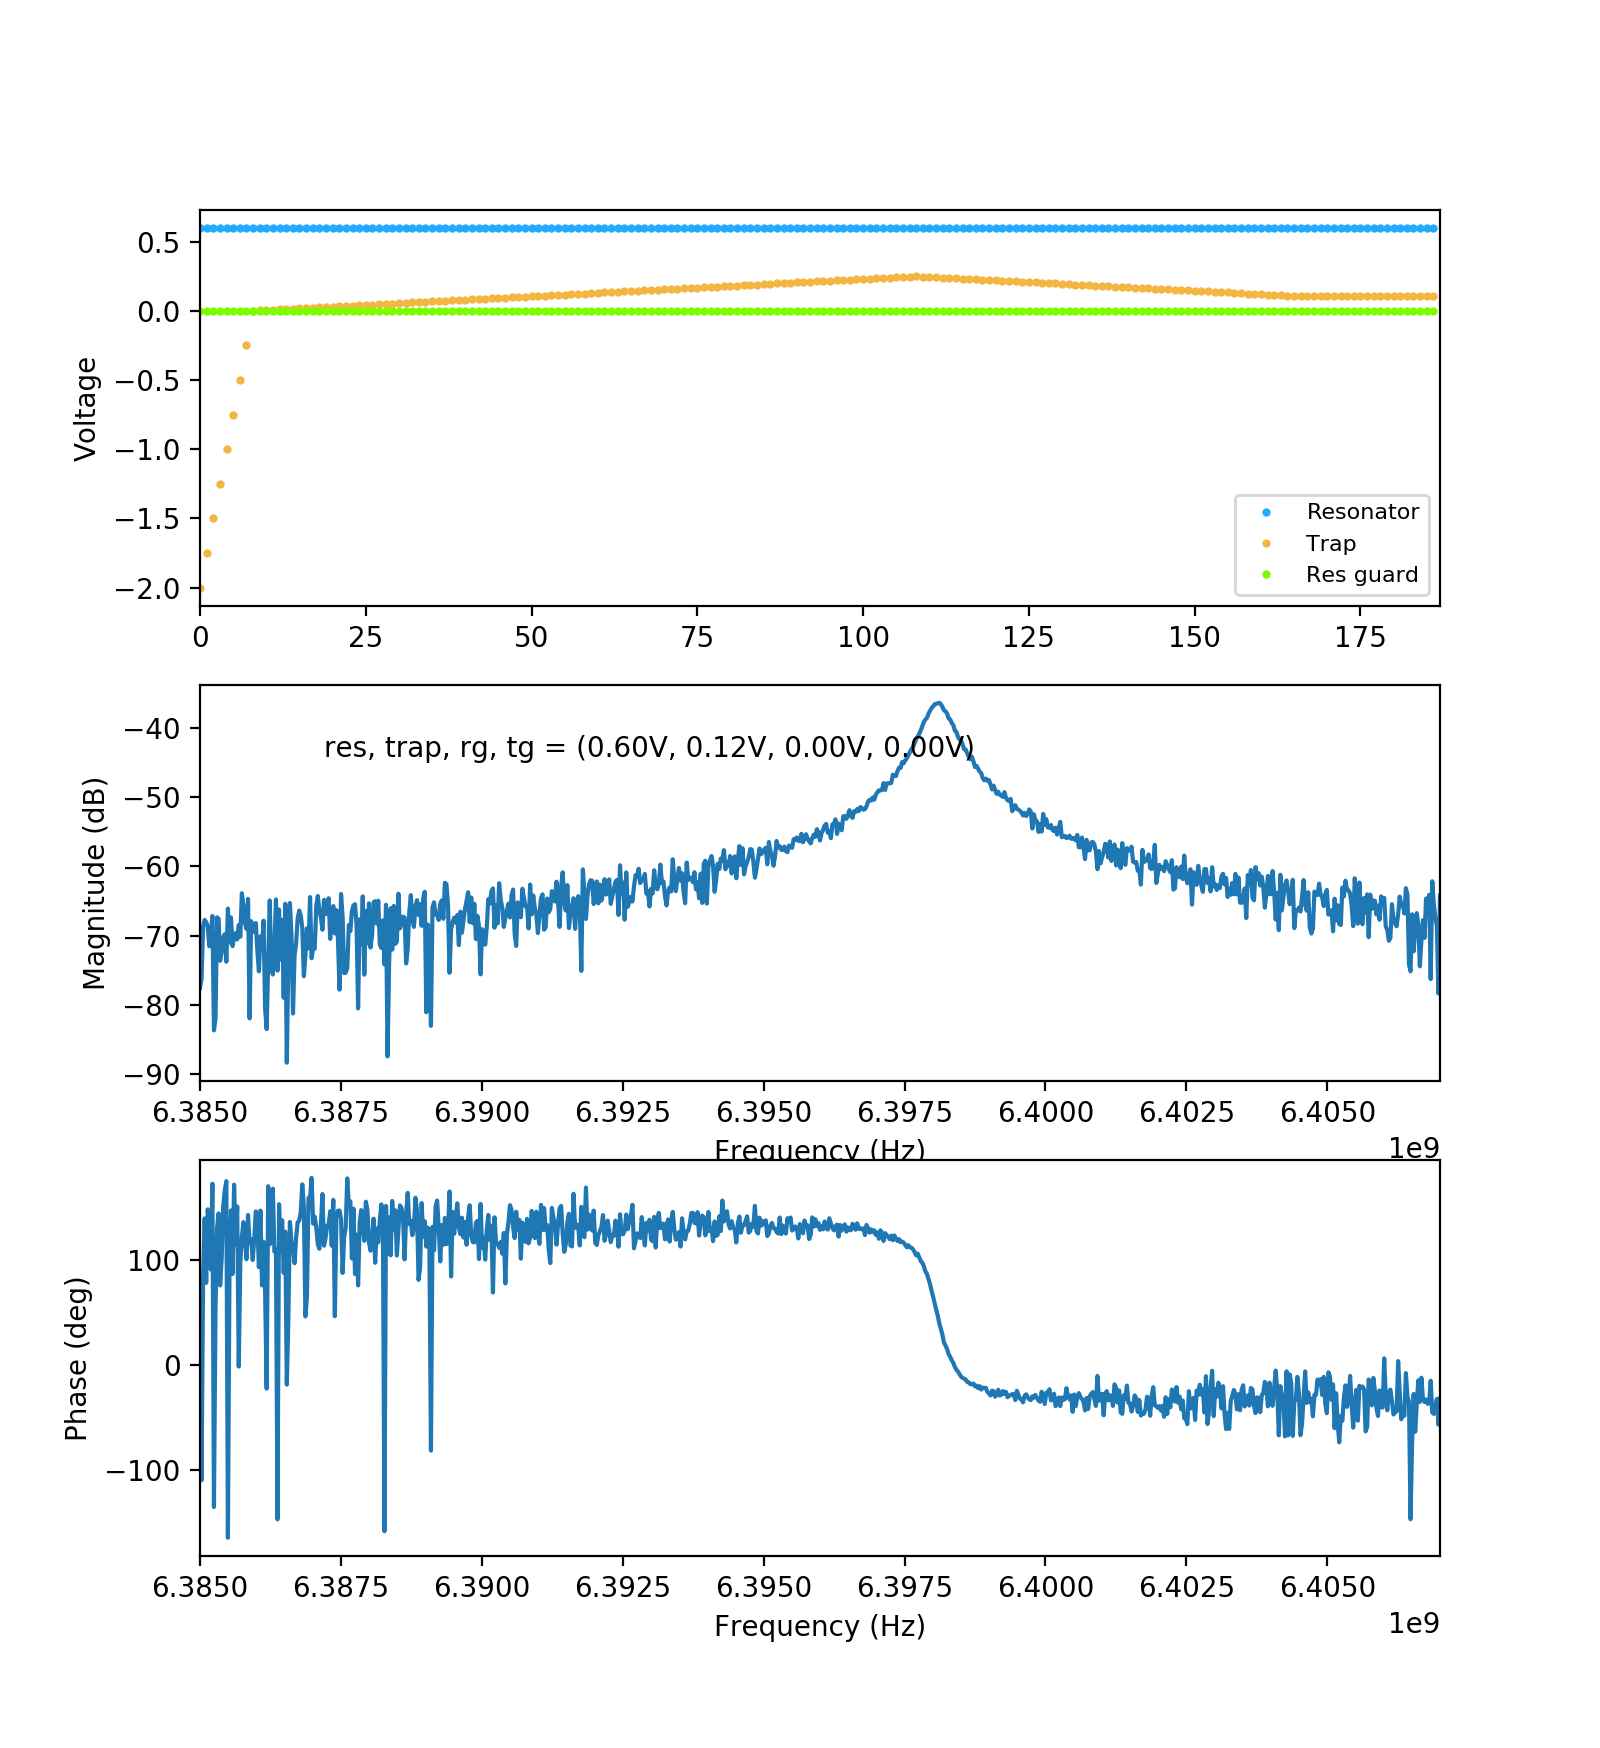 0.5
0.0
−0.5
−1.0
−1.5
−2.0
Voltage
Resonator
Trap
Res guard
0 25 50 75 100 125 150 175
−40
−50
−60
−70
−80
−90
Magnitude (dB)
res, trap, rg, tg = (0.60V, 0.12V, 0.00V, 0.00V)
6.3850 6.3875 6.3900 6.3925 6.3950 6.3975 6.4000 6.4025 6.4050
1e9
Frequency (Hz)
100
0
−100
Phase (deg)
6.3850 6.3875 6.3900 6.3925 6.3950 6.3975 6.4000 6.4025 6.4050
1e9
Frequency (Hz)